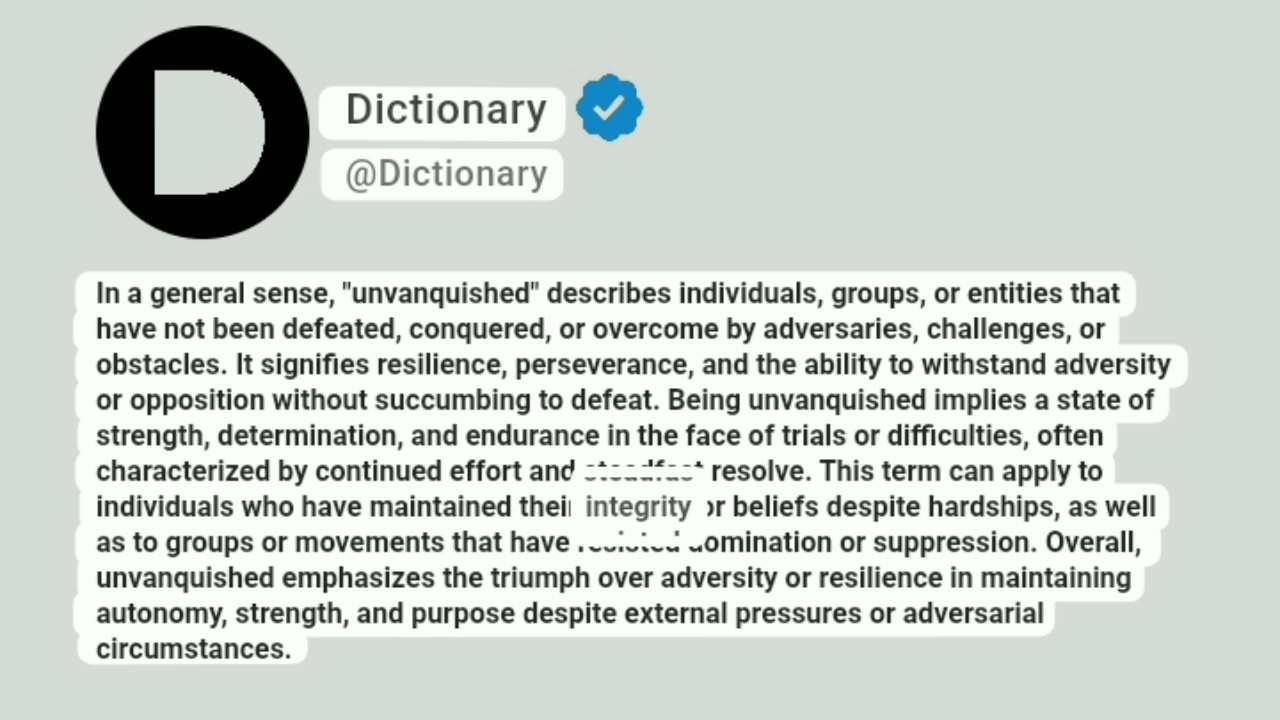 D
Dictionary
@Dictionary
In a general sense, "unvanquished" describes individuals, groups, or entities that
have not been defeated, conquered, or overcome by adversaries, challenges, or
obstacles. It signifies resilience, perseverance, and the ability to withstand adversity
or opposition without succumbing to defeat. Being unvanquished implies a state of
strength, determination, and endurance in the face of trials or difficulties, often
characterized by continued effort and steadfast resolve. This term can apply to
individuals who have maintained their integrity or beliefs despite hardships, as well
as to groups or movements that have resisted domination or suppression. Overall,
unvanquished emphasizes the triumph over adversity or resilience in maintaining
autonomy, strength, and purpose despite external pressures or adversarial
circumstances.